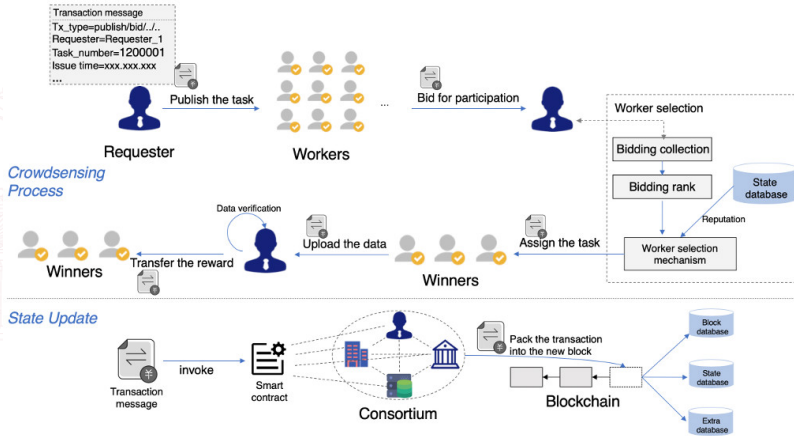 Transaction message
Tx_type=publish/bid/../..
Requester=Requester_1
Task_number=1200001
Issue time=xxx.xxx.xxx
...
Publish the task
...
Bid for participation
Requester
Workers
Worker selection
Bidding collection
Bidding rank
State
database
Reputation
Worker selection
mechanism
Crowdsensing
Process
Data verification
Upload the data
Assign the task
Transfer the reward
Winners
Winners
State Update
Transaction
message
invoke
Smart
contract
Consortium
Pack the transaction
into the new block
Blockchain
Block
database
State
database
Extra
database
¥
¥
¥
¥
¥
¥
¥